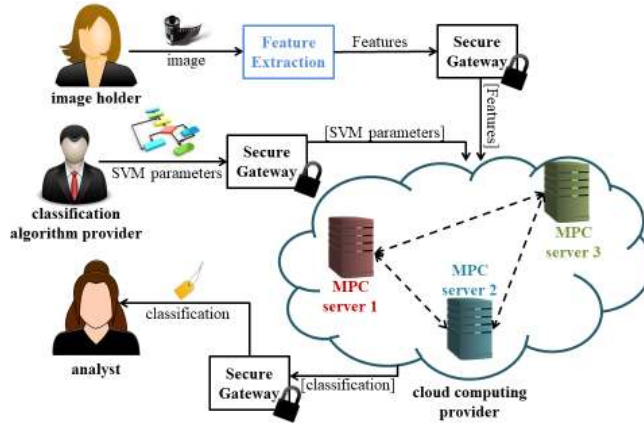 image
Feature
Extraction
Features
Secure
Gateway
image holder
[Features]
[SVM parameters]
SVM parameters
Secure
Gateway
classification
algorithm provider
MPC
server 3
MPC
server 1
MPC
server 2
classification
analyst
Secure
Gateway
[classification]
cloud computing
provider